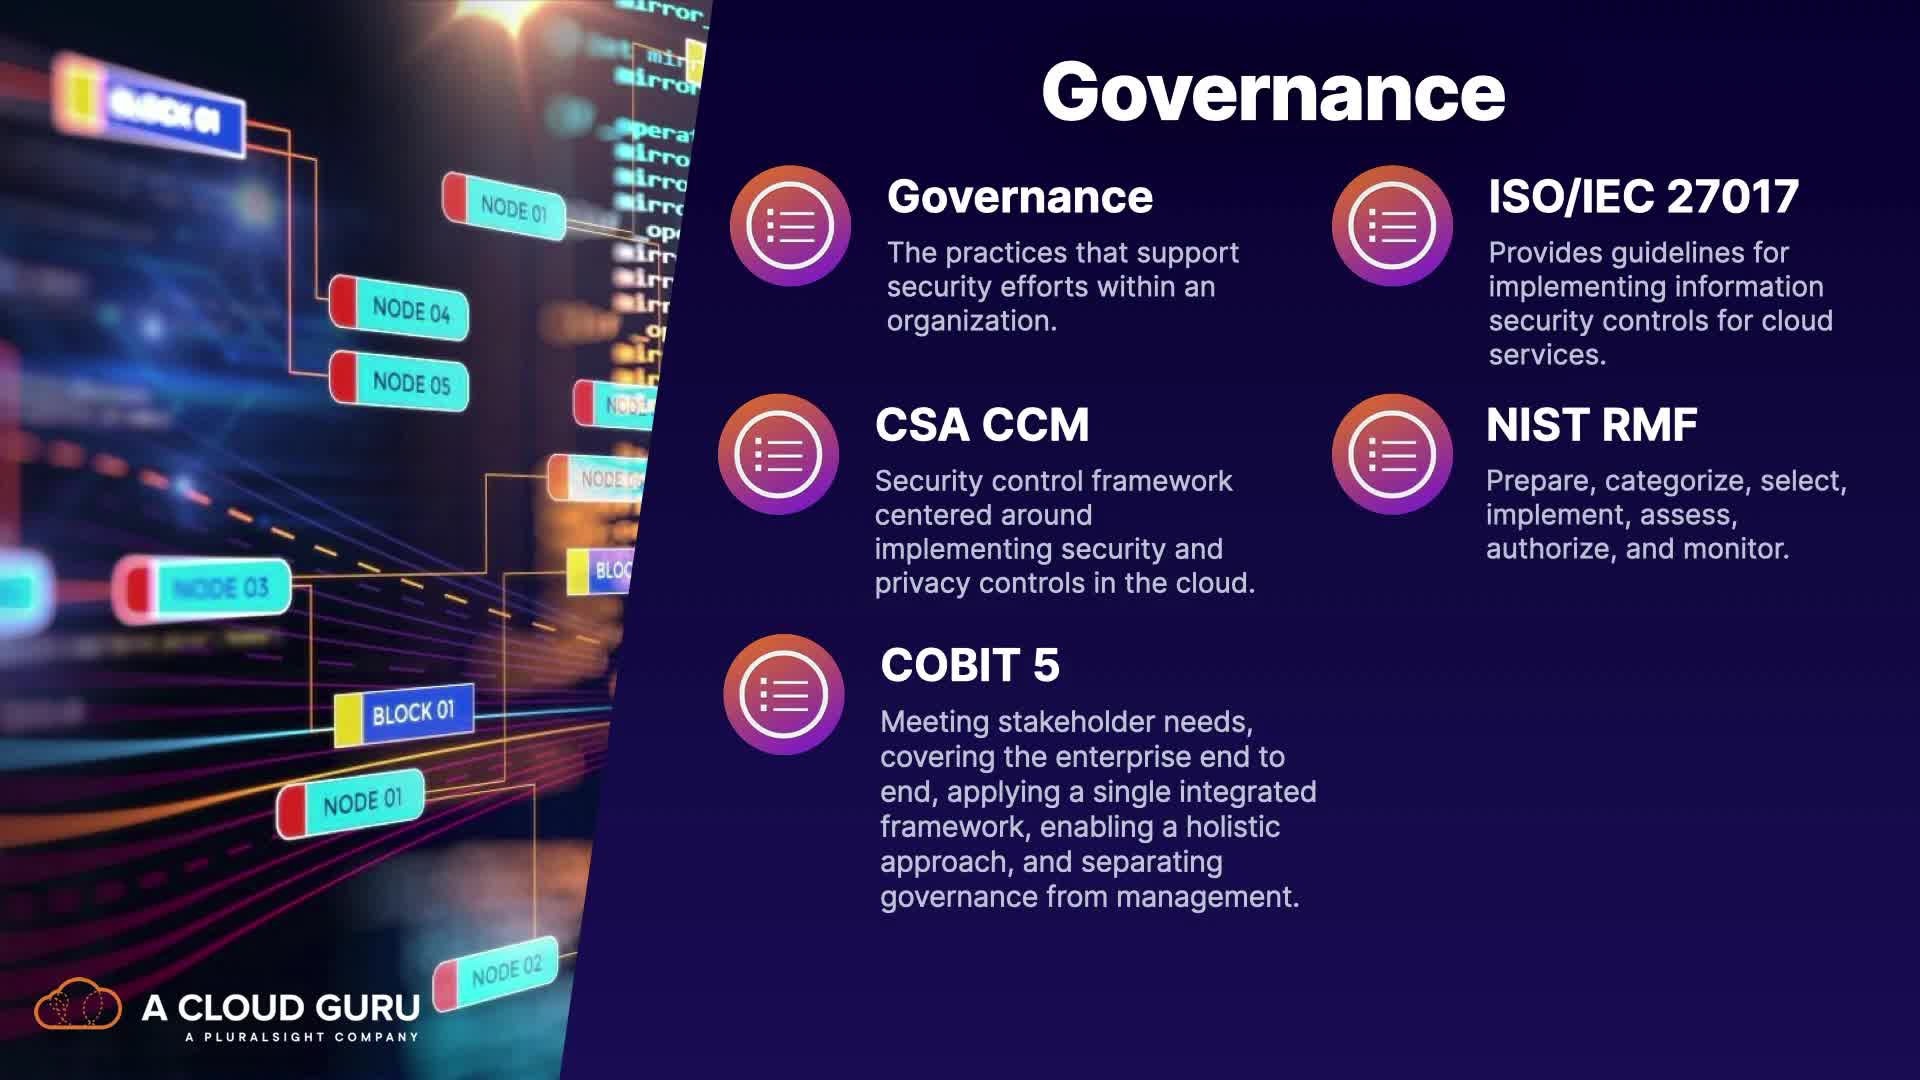 Governance
Governance
The practices that support
security efforts within an
organization.
ISO/IEC 27017
Provides guidelines for
implementing information
security controls for cloud
services.
CSA CCM
Security control framework
centered around
implementing security and
privacy controls in the cloud.
NIST RMF
Prepare, categorize, select,
implement, assess,
authorize, and monitor.
COBIT 5
Meeting stakeholder needs,
covering the enterprise end to
end, applying a single integrated
framework, enabling a holistic
approach, and separating
governance from management.
BLOCK 01
NODE 01
NODE 04
NODE 05
NODE
NODE
NODE 03
BLOCK 01
NODE 01
NODE 02
A CLOUD GURU
A PLURALSIGHT COMPANY